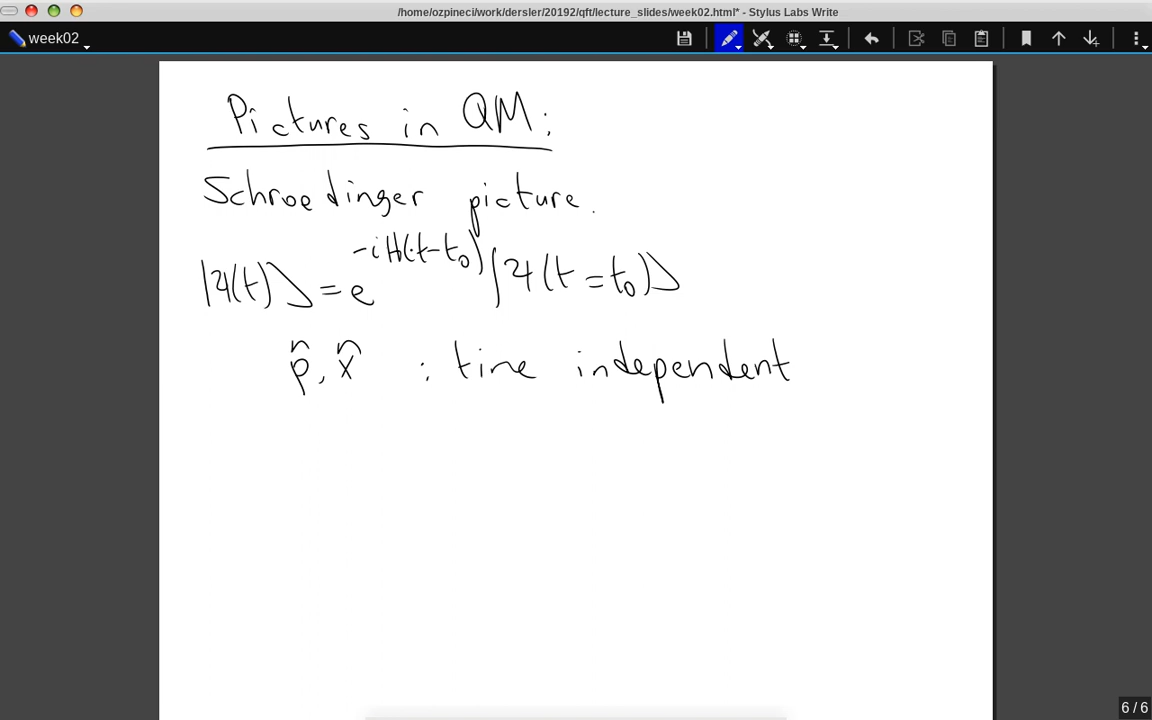 /home/ozpineci/work/dersler/20192/qft/lecture_slides/week02.html* - Stylus Labs Write
week02
Pictures in QM:
Schroedinger picture.
|Ψ(t)> = e^{-iH(t-t₀)} |Ψ(t=t₀)>
p̂, x̂ : time independent
6 / 6